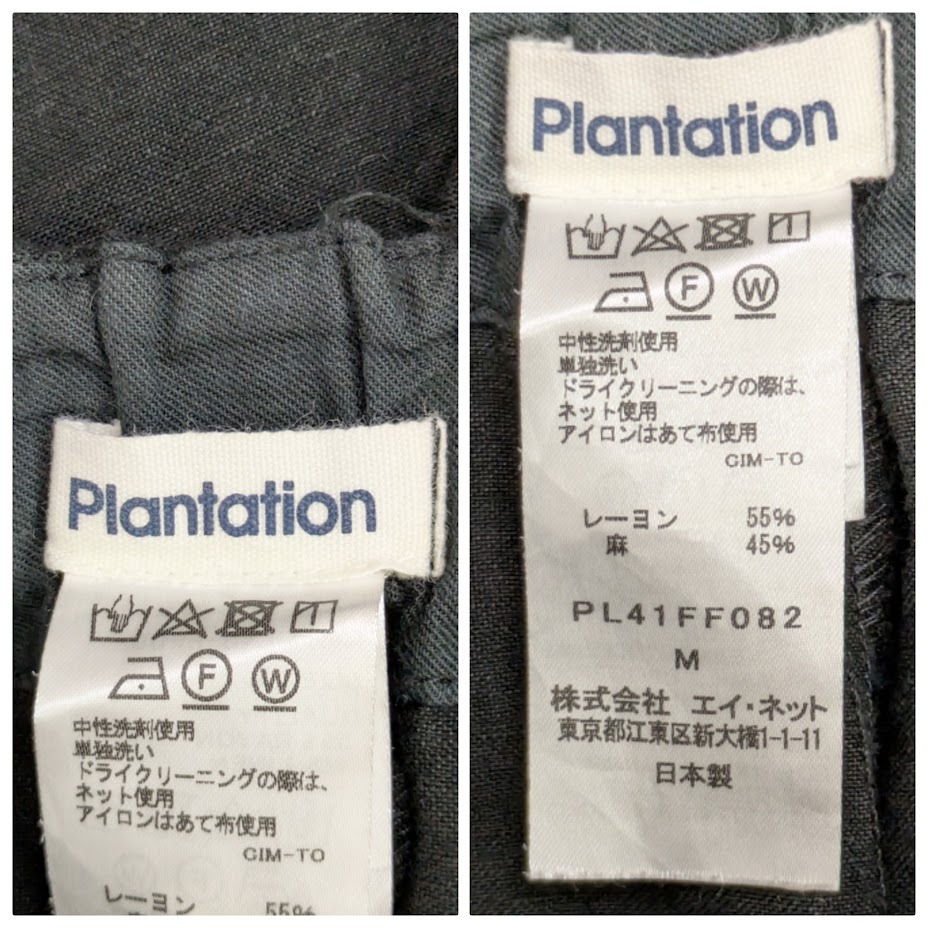 Plantation
F W
中性洗剤使用
単独洗い
ドライクリーニングの際は、
ネット使用
アイロンはあて布使用
GIM-TO
レーヨン 55%
Plantation
F W
中性洗剤使用
単独洗い
ドライクリーニングの際は、
ネット使用
アイロンはあて布使用
GIM-TO
レーヨン 55%
麻 45%
PL41FF082
M
株式会社 エイ・ネット
東京都江東区新大橋1-1-11
日本製